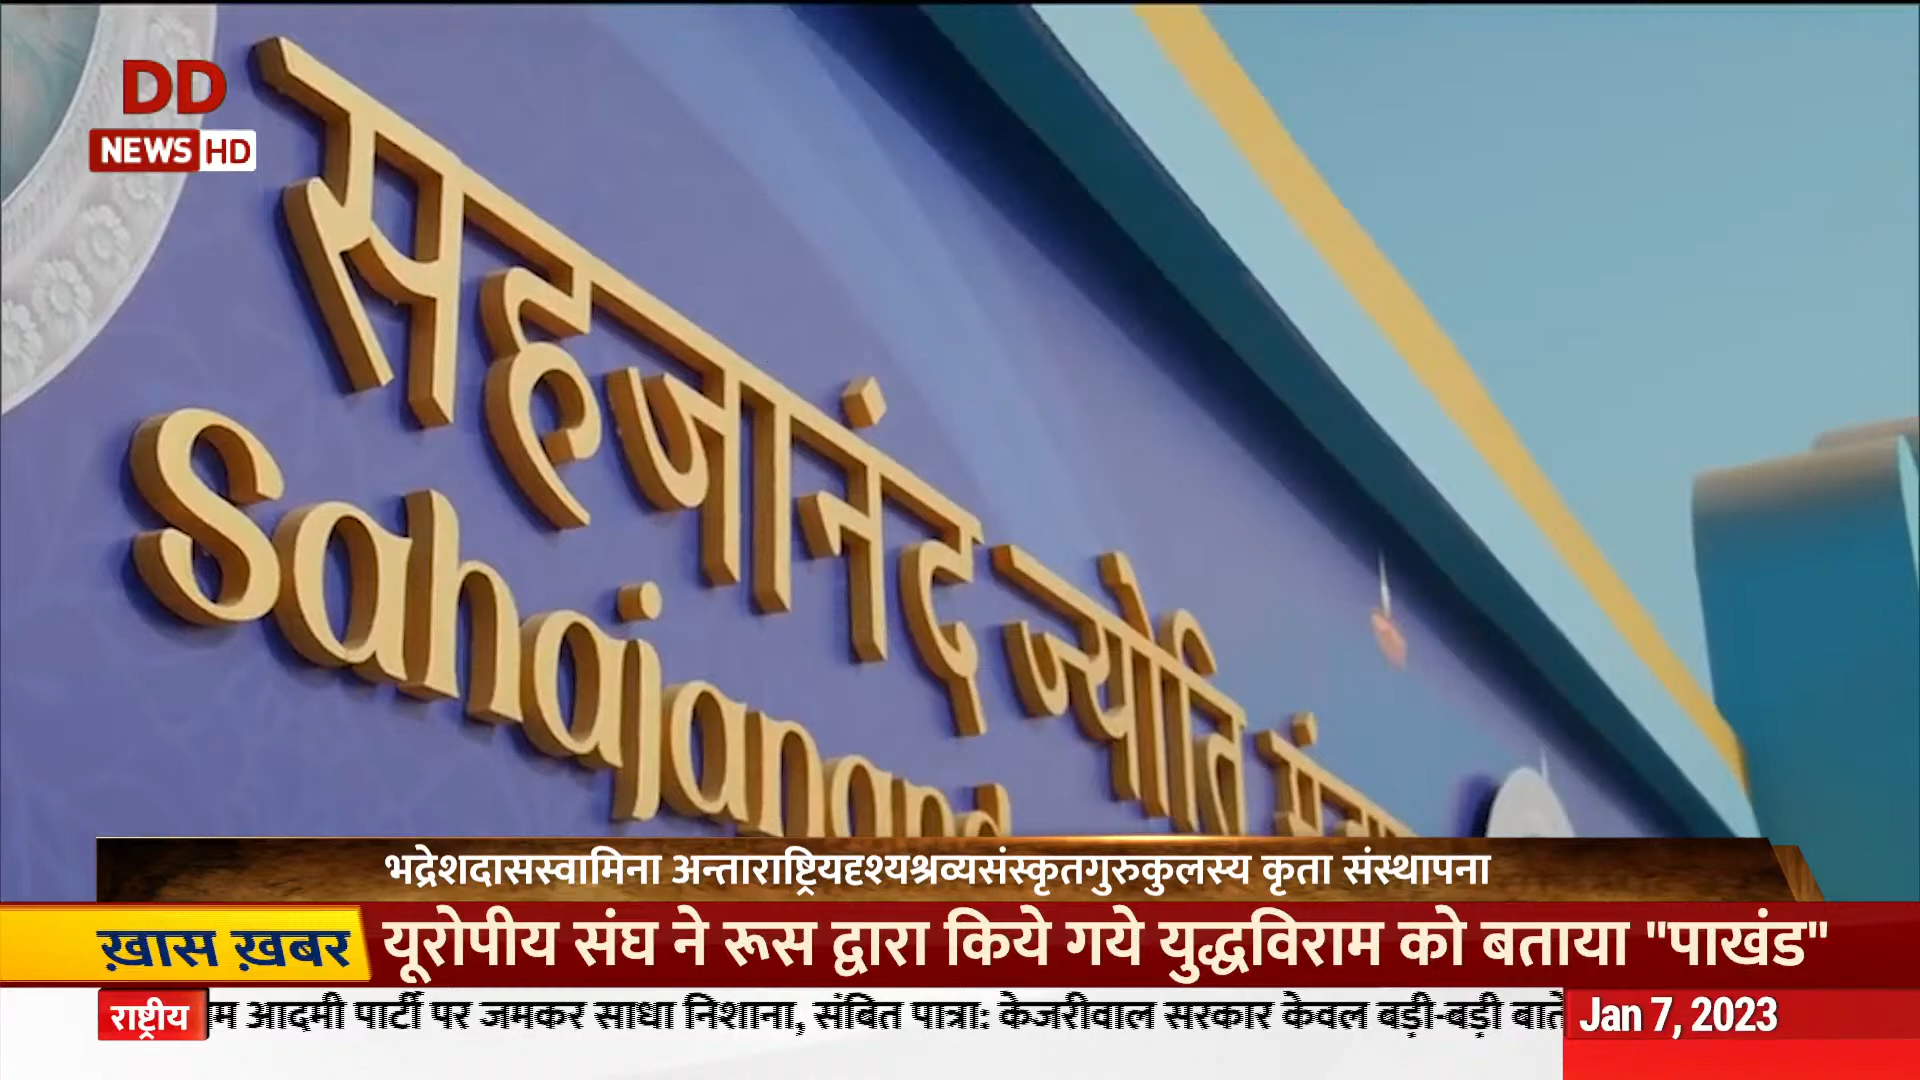 DD
NEWS HD
सहजानंद ज्योति
Sahajanand
भद्रेशदासस्वामिना अन्ताराष्ट्रियदृश्यश्रव्यसंस्कृतगुरुकुलस्य कृता संस्थापना
ख़ास ख़बर यूरोपीय संघ ने रूस द्वारा किये गये युद्धविराम को बताया "पाखंड"
राष्ट्रीय म आदमी पार्टी पर जमकर साधा निशाना, संबित पात्रा: केजरीवाल सरकार केवल बड़ी-बड़ी बाते Jan 7, 2023